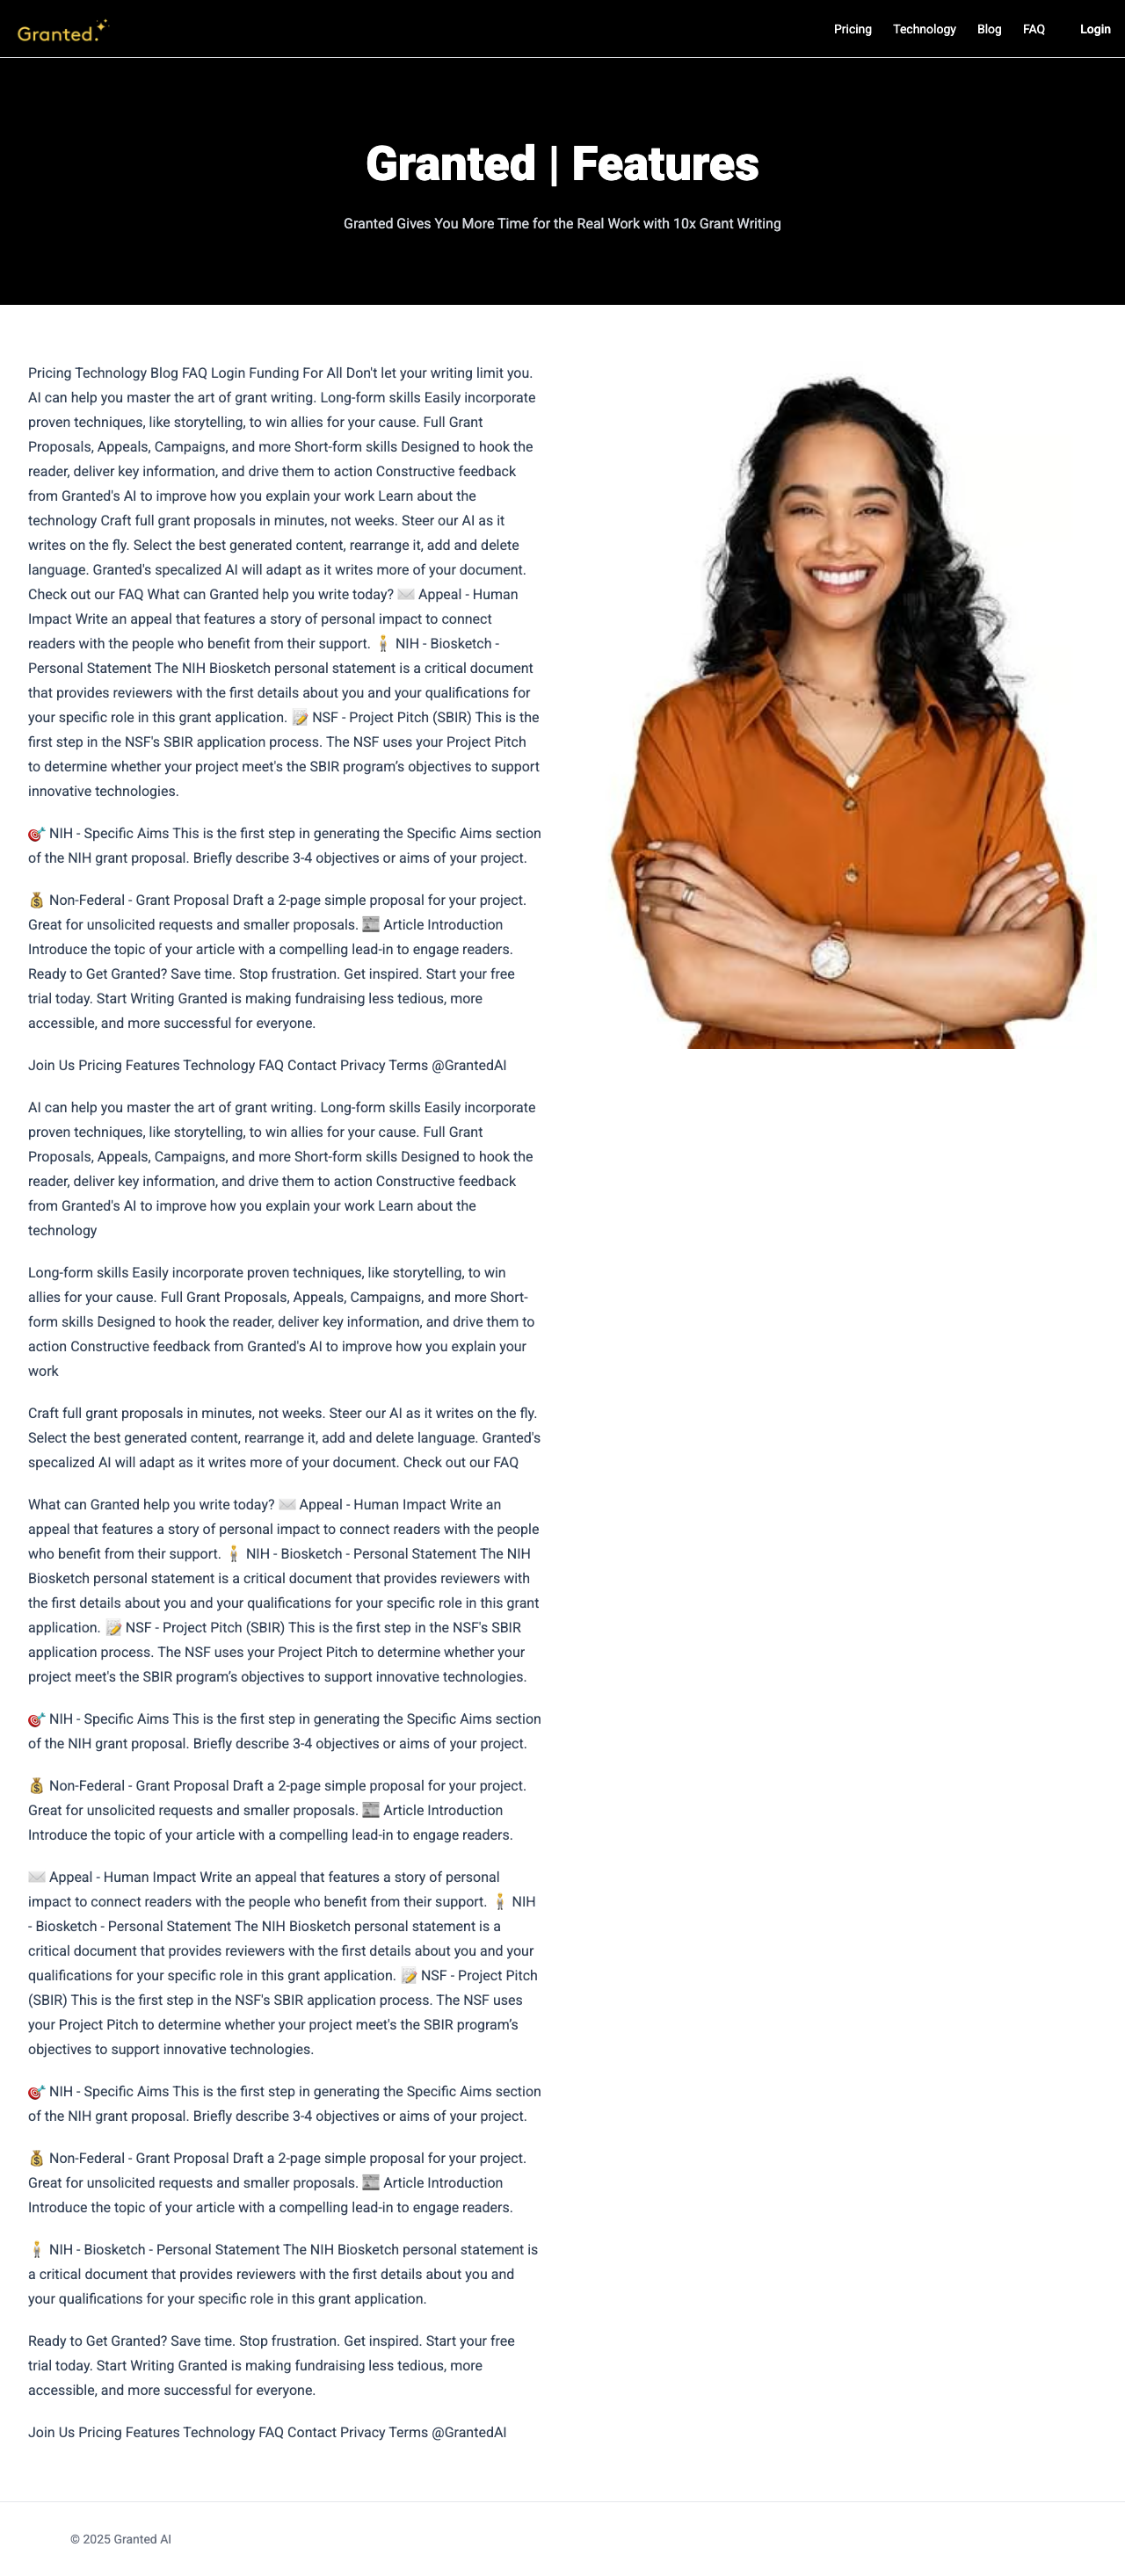 Granted.
Pricing Technology Blog FAQ Login
Granted | Features
Granted Gives You More Time for the Real Work with 10x Grant Writing
Pricing Technology Blog FAQ Login Funding For All Don't let your writing limit you.
AI can help you master the art of grant writing. Long-form skills Easily incorporate
proven techniques, like storytelling, to win allies for your cause. Full Grant
Proposals, Appeals, Campaigns, and more Short-form skills Designed to hook the
reader, deliver key information, and drive them to action Constructive feedback
from Granted's AI to improve how you explain your work Learn about the
technology Craft full grant proposals in minutes, not weeks. Steer our AI as it
writes on the fly. Select the best generated content, rearrange it, add and delete
language. Granted's specalized AI will adapt as it writes more of your document.
Check out our FAQ What can Granted help you write today? ✉️ Appeal - Human
Impact Write an appeal that features a story of personal impact to connect
readers with the people who benefit from their support. 🧍 NIH - Biosketch -
Personal Statement The NIH Biosketch personal statement is a critical document
that provides reviewers with the first details about you and your qualifications for
your specific role in this grant application. 📝 NSF - Project Pitch (SBIR) This is the
first step in the NSF's SBIR application process. The NSF uses your Project Pitch
to determine whether your project meet's the SBIR program’s objectives to support
innovative technologies.
🎯 NIH - Specific Aims This is the first step in generating the Specific Aims section
of the NIH grant proposal. Briefly describe 3-4 objectives or aims of your project.
💰 Non-Federal - Grant Proposal Draft a 2-page simple proposal for your project.
Great for unsolicited requests and smaller proposals. 📰 Article Introduction
Introduce the topic of your article with a compelling lead-in to engage readers.
Ready to Get Granted? Save time. Stop frustration. Get inspired. Start your free
trial today. Start Writing Granted is making fundraising less tedious, more
accessible, and more successful for everyone.
Join Us Pricing Features Technology FAQ Contact Privacy Terms @GrantedAI
AI can help you master the art of grant writing. Long-form skills Easily incorporate
proven techniques, like storytelling, to win allies for your cause. Full Grant
Proposals, Appeals, Campaigns, and more Short-form skills Designed to hook the
reader, deliver key information, and drive them to action Constructive feedback
from Granted's AI to improve how you explain your work Learn about the
technology
Long-form skills Easily incorporate proven techniques, like storytelling, to win
allies for your cause. Full Grant Proposals, Appeals, Campaigns, and more Short-
form skills Designed to hook the reader, deliver key information, and drive them to
action Constructive feedback from Granted's AI to improve how you explain your
work
Craft full grant proposals in minutes, not weeks. Steer our AI as it writes on the fly.
Select the best generated content, rearrange it, add and delete language. Granted's
specalized AI will adapt as it writes more of your document. Check out our FAQ
What can Granted help you write today? ✉️ Appeal - Human Impact Write an
appeal that features a story of personal impact to connect readers with the people
who benefit from their support. 🧍 NIH - Biosketch - Personal Statement The NIH
Biosketch personal statement is a critical document that provides reviewers with
the first details about you and your qualifications for your specific role in this grant
application. 📝 NSF - Project Pitch (SBIR) This is the first step in the NSF's SBIR
application process. The NSF uses your Project Pitch to determine whether your
project meet's the SBIR program’s objectives to support innovative technologies.
🎯 NIH - Specific Aims This is the first step in generating the Specific Aims section
of the NIH grant proposal. Briefly describe 3-4 objectives or aims of your project.
💰 Non-Federal - Grant Proposal Draft a 2-page simple proposal for your project.
Great for unsolicited requests and smaller proposals. 📰 Article Introduction
Introduce the topic of your article with a compelling lead-in to engage readers.
✉️ Appeal - Human Impact Write an appeal that features a story of personal
impact to connect readers with the people who benefit from their support. 🧍 NIH
- Biosketch - Personal Statement The NIH Biosketch personal statement is a
critical document that provides reviewers with the first details about you and your
qualifications for your specific role in this grant application. 📝 NSF - Project Pitch
(SBIR) This is the first step in the NSF's SBIR application process. The NSF uses
your Project Pitch to determine whether your project meet's the SBIR program’s
objectives to support innovative technologies.
🎯 NIH - Specific Aims This is the first step in generating the Specific Aims section
of the NIH grant proposal. Briefly describe 3-4 objectives or aims of your project.
💰 Non-Federal - Grant Proposal Draft a 2-page simple proposal for your project.
Great for unsolicited requests and smaller proposals. 📰 Article Introduction
Introduce the topic of your article with a compelling lead-in to engage readers.
🧍 NIH - Biosketch - Personal Statement The NIH Biosketch personal statement is
a critical document that provides reviewers with the first details about you and
your qualifications for your specific role in this grant application.
Ready to Get Granted? Save time. Stop frustration. Get inspired. Start your free
trial today. Start Writing Granted is making fundraising less tedious, more
accessible, and more successful for everyone.
Join Us Pricing Features Technology FAQ Contact Privacy Terms @GrantedAI
© 2025 Granted AI